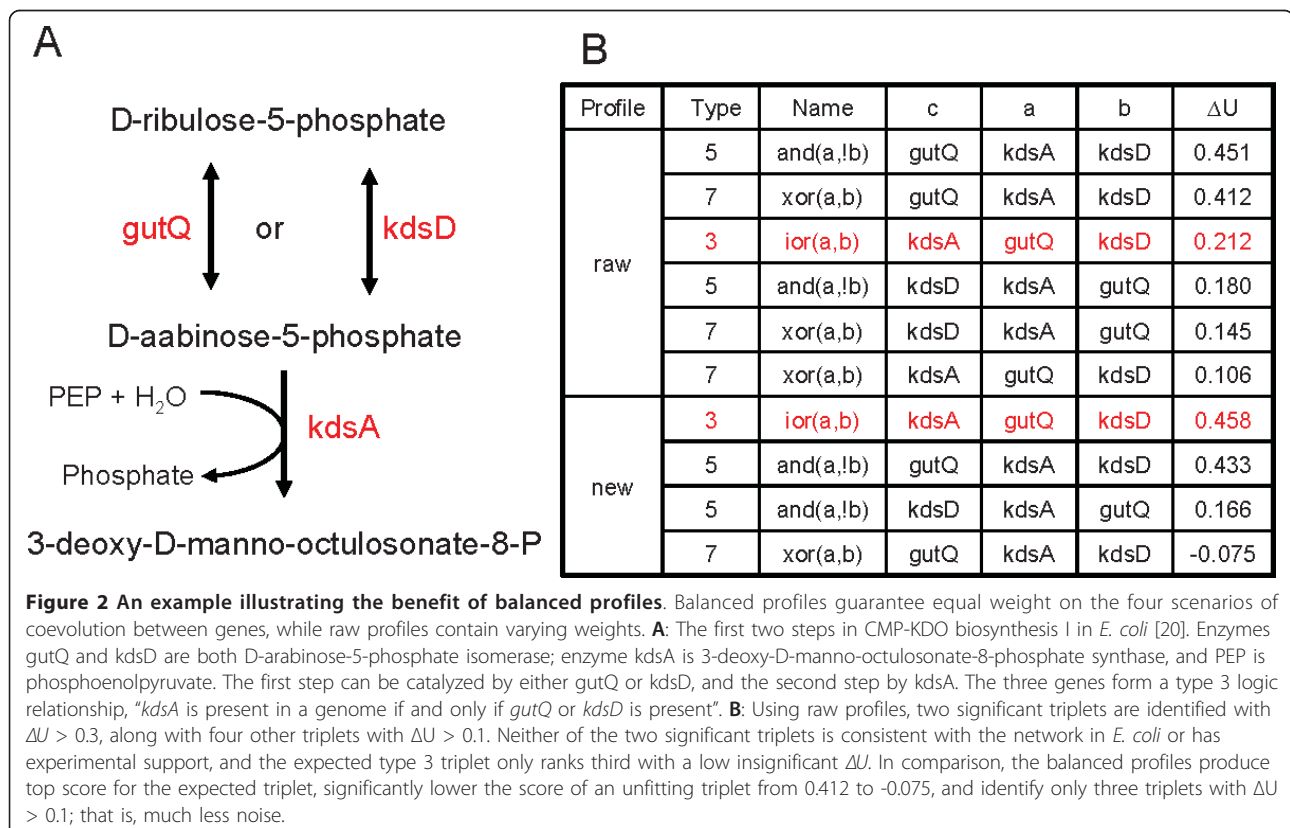 A
D-ribulose-5-phosphate
gutQ or kdsD
D-aabinose-5-phosphate
PEP + H2O
kdsA
Phosphate
3-deoxy-D-manno-octulosonate-8-P
B
Profile Type Name c a b ΔU
raw
5 and(a,!b) gutQ kdsA kdsD 0.451
7 xor(a,b) gutQ kdsA kdsD 0.412
3 ior(a,b) kdsA gutQ kdsD 0.212
5 and(a,!b) kdsD kdsA gutQ 0.180
7 xor(a,b) kdsD kdsA gutQ 0.145
7 xor(a,b) kdsA gutQ kdsD 0.106
new
3 ior(a,b) kdsA gutQ kdsD 0.458
5 and(a,!b) gutQ kdsA kdsD 0.433
5 and(a,!b) kdsD kdsA gutQ 0.166
7 xor(a,b) gutQ kdsA kdsD -0.075
Figure 2 An example illustrating the benefit of balanced profiles. Balanced profiles guarantee equal weight on the four scenarios of
coevolution between genes, while raw profiles contain varying weights. A: The first two steps in CMP-KDO biosynthesis I in E. coli [20]. Enzymes
gutQ and kdsD are both D-arabinose-5-phosphate isomerase; enzyme kdsA is 3-deoxy-D-manno-octulosonate-8-phosphate synthase, and PEP is
phosphoenolpyruvate. The first step can be catalyzed by either gutQ or kdsD, and the second step by kdsA. The three genes form a type 3 logic
relationship, “kdsA is present in a genome if and only if gutQ or kdsD is present”. B: Using raw profiles, two significant triplets are identified with
ΔU > 0.3, along with four other triplets with ΔU > 0.1. Neither of the two significant triplets is consistent with the network in E. coli or has
experimental support, and the expected type 3 triplet only ranks third with a low insignificant ΔU. In comparison, the balanced profiles produce
top score for the expected triplet, significantly lower the score of an unfitting triplet from 0.412 to -0.075, and identify only three triplets with ΔU
> 0.1; that is, much less noise.